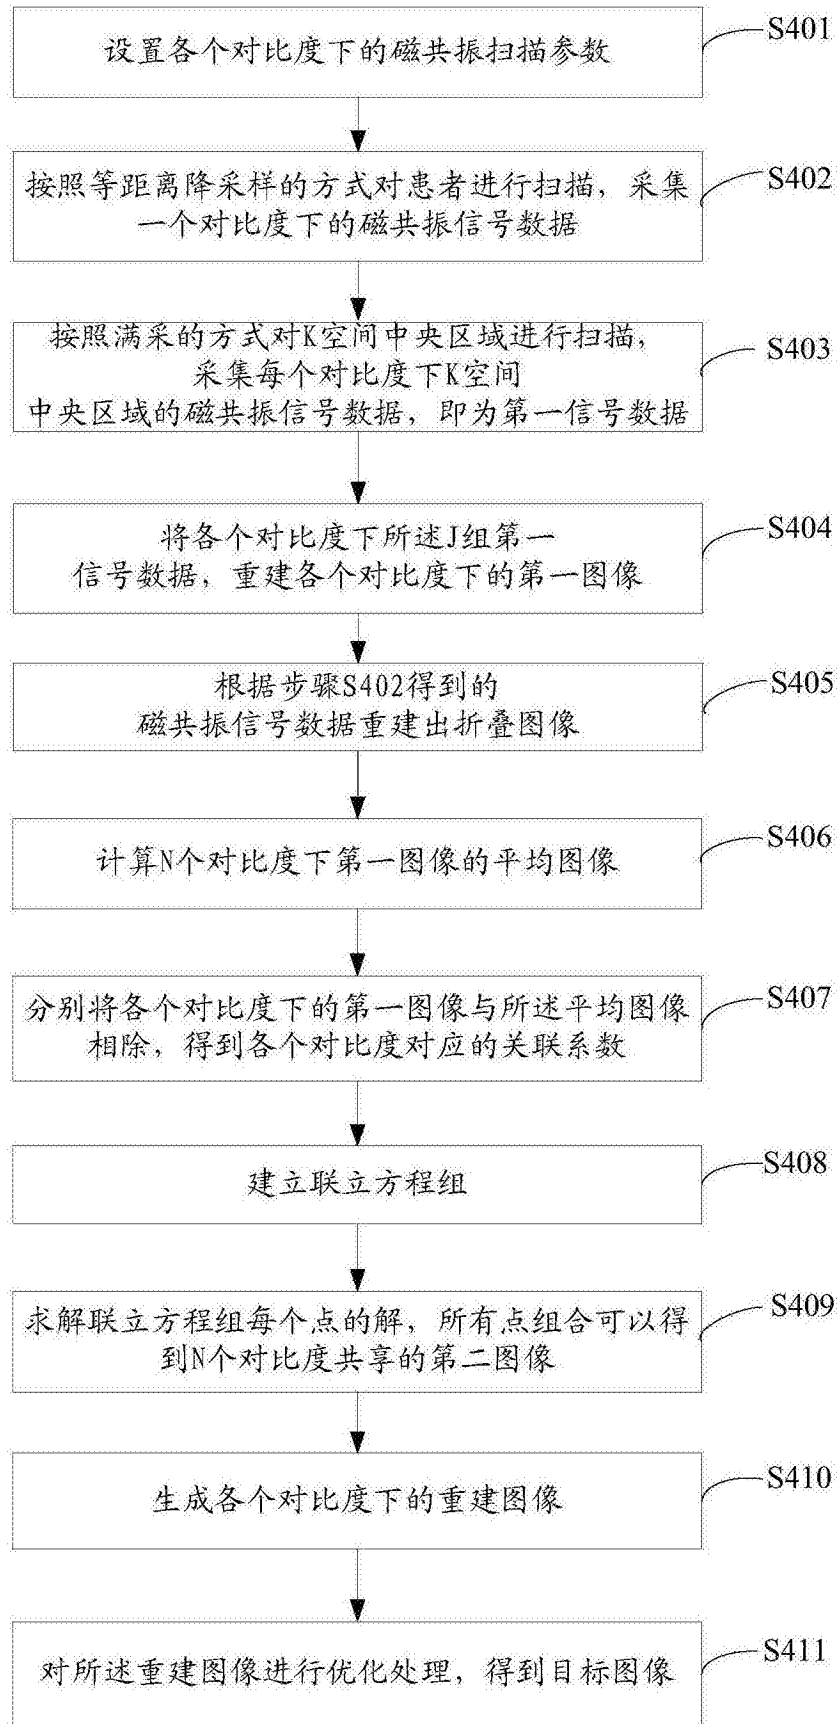 设置各个对比度下的磁共振扫描参数
S401
按照等距离降采样的方式对患者进行扫描，采集
一个对比度下的磁共振信号数据
S402
按照满采的方式对K空间中央区域进行扫描，
采集每个对比度下K空间
中央区域的磁共振信号数据，即为第一信号数据
S403
将各个对比度下所述J组第一
信号数据，重建各个对比度下的第一图像
S404
根据步骤S402得到的
磁共振信号数据重建出折叠图像
S405
计算N个对比度下第一图像的平均图像
S406
分别将各个对比度下的第一图像与所述平均图像
相除，得到各个对比度对应的关联系数
S407
建立联立方程组
S408
求解联立方程组每个点的解，所有点组合可以得
到N个对比度共享的第二图像
S409
生成各个对比度下的重建图像
S410
对所述重建图像进行优化处理，得到目标图像
S411